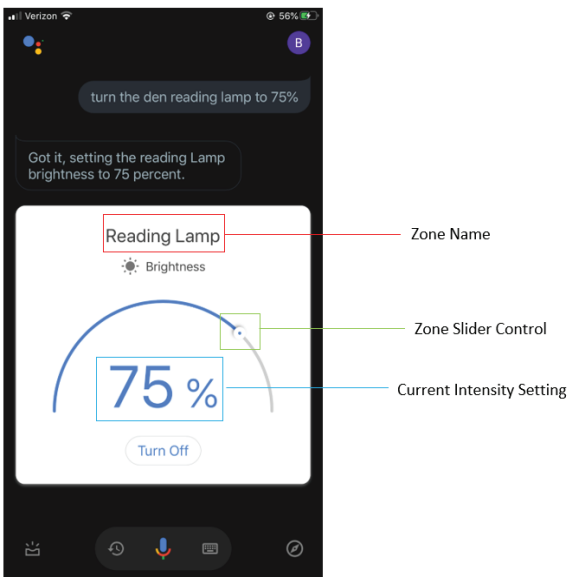 Verizon 56%
B
turn the den reading lamp to 75%
Got it, setting the reading Lamp
brightness to 75 percent.
Reading Lamp
Zone Name
Brightness
Zone Slider Control
75 %
Current Intensity Setting
Turn Off